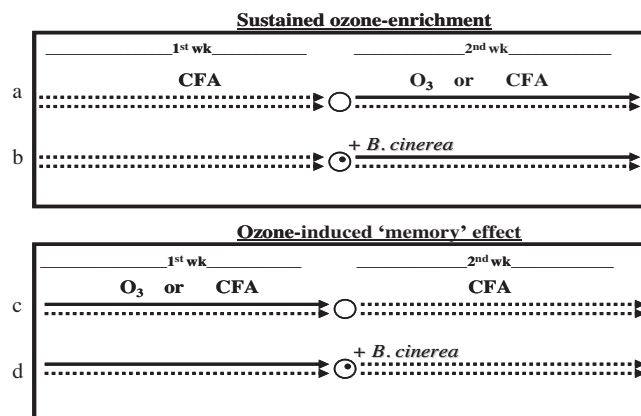 Sustained ozone-enrichment
1st wk 2nd wk
CFA O3 or CFA
a
+ B. cinerea
b
Ozone-induced ‘memory’ effect
1st wk 2nd wk
O3 or CFA CFA
c
+ B. cinerea
d